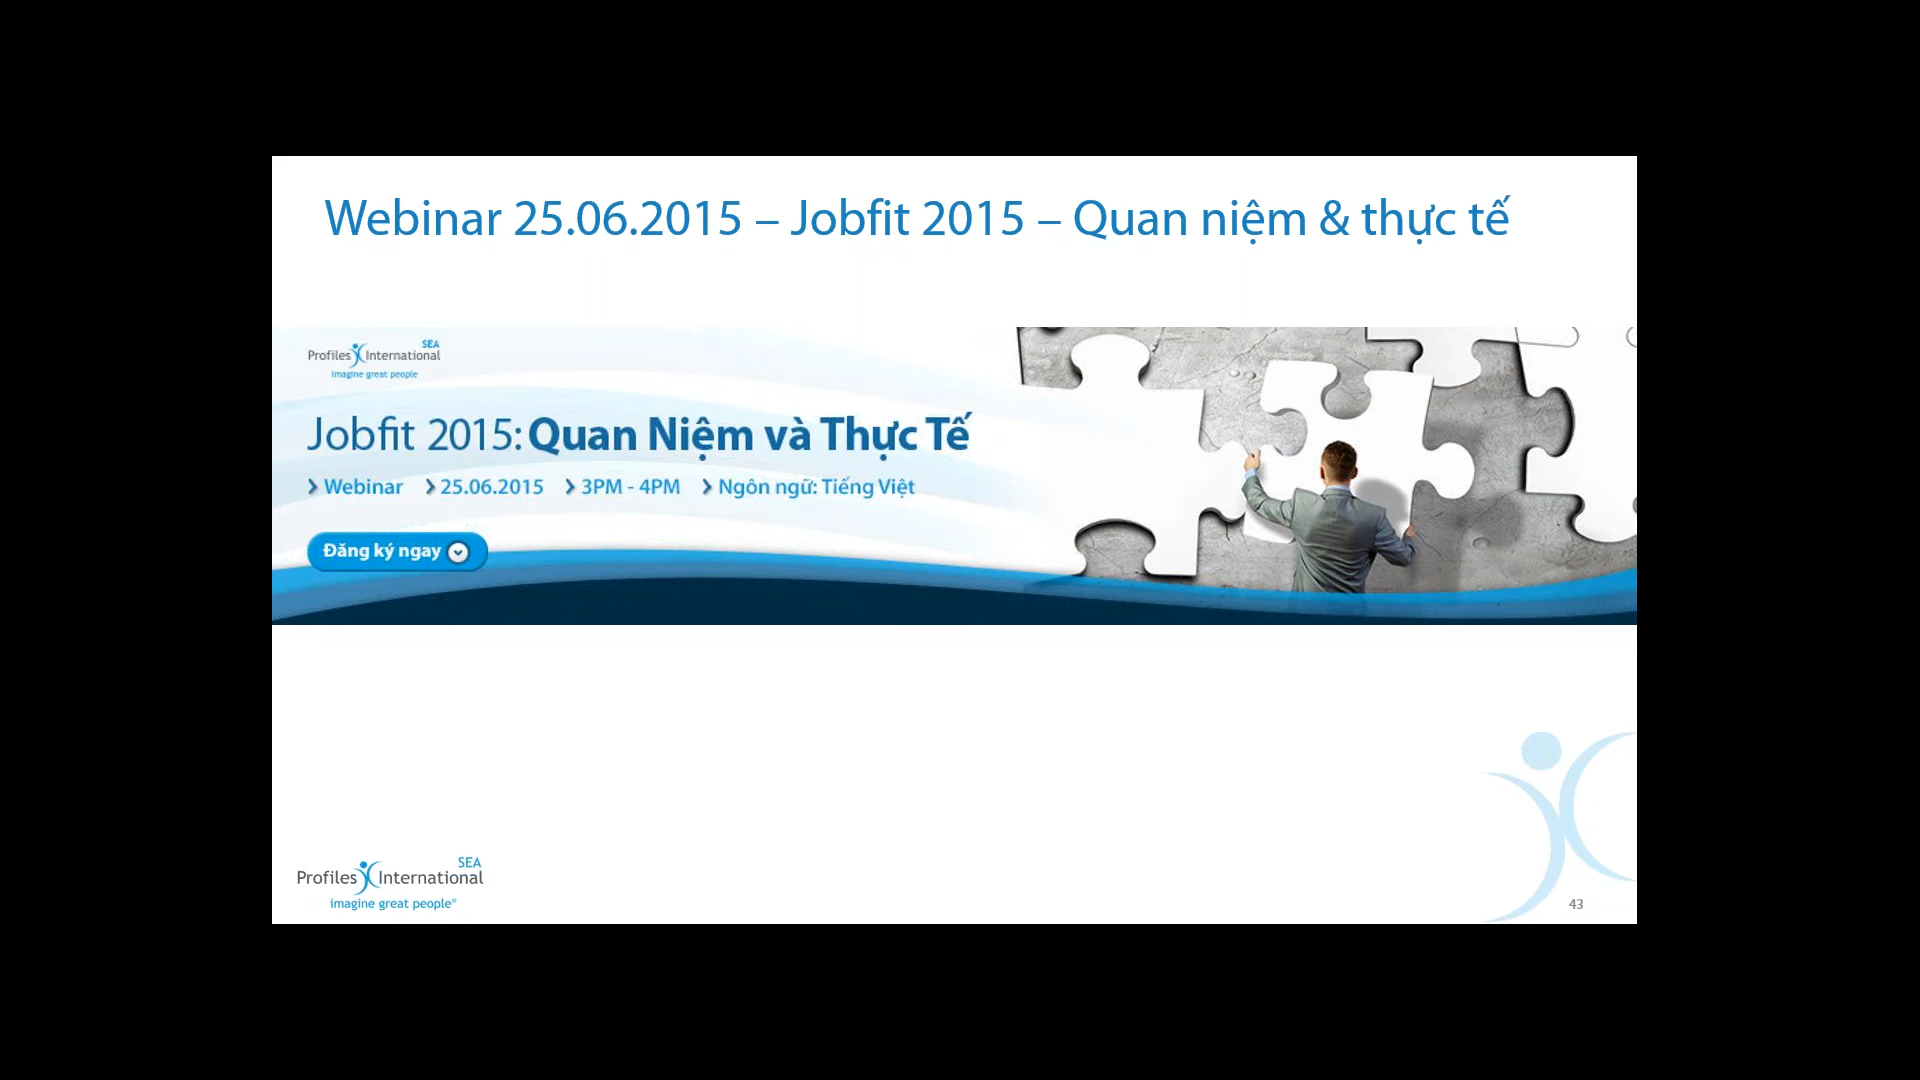 Webinar 25.06.2015 – Jobfit 2015 – Quan niệm & thực tế
SEA
Profiles International
imagine great people
Jobfit 2015: Quan Niệm và Thực Tế
Webinar 25.06.2015 3PM - 4PM Ngôn ngữ: Tiếng Việt
Đăng ký ngay
SEA
Profiles International
imagine great people®
43